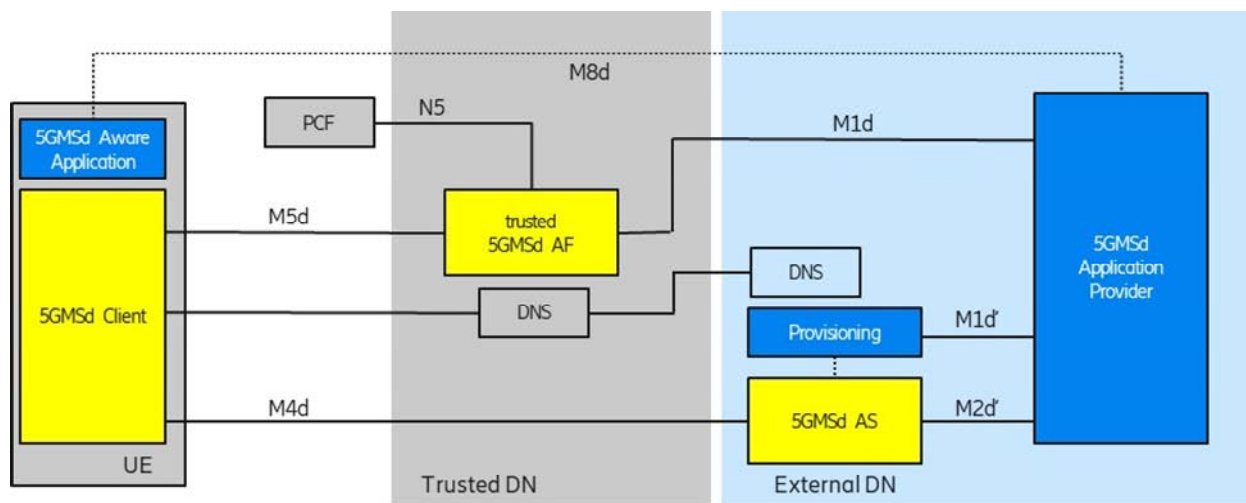 M8d
PCF
N5
M1d
5GMSd Aware
Application
M5d
trusted
5GMSd AF
5GMSd
Application
Provider
DNS
DNS
5GMSd Client
Provisioning
M1d'
M4d
5GMSd AS
M2d'
UE
Trusted DN
External DN